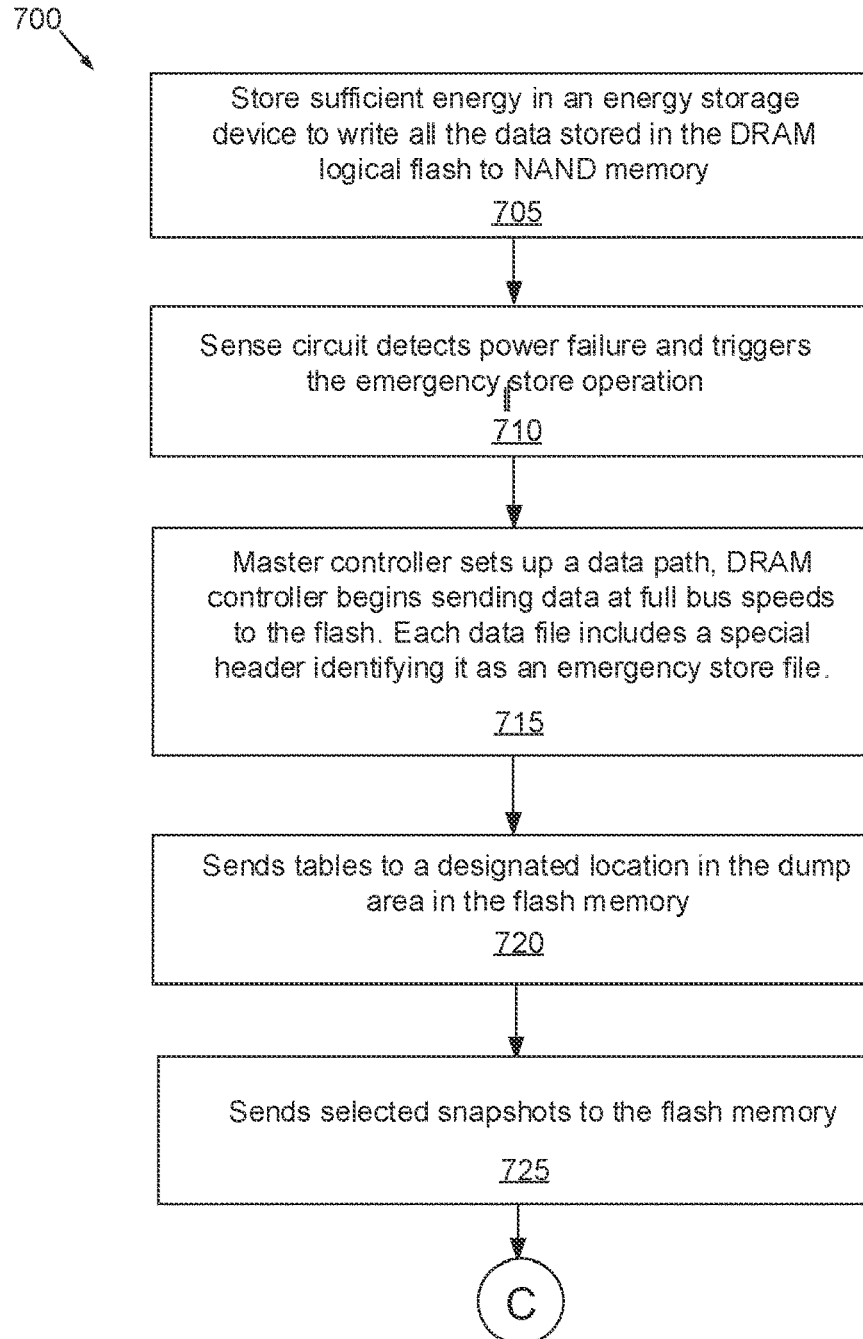 700
Store sufficient energy in an energy storage
device to write all the data stored in the DRAM
logical flash to NAND memory
705
Sense circuit detects power failure and triggers
the emergency store operation
710
Master controller sets up a data path, DRAM
controller begins sending data at full bus speeds
to the flash. Each data file includes a special
header identifying it as an emergency store file.
715
Sends tables to a designated location in the dump
area in the flash memory
720
Sends selected snapshots to the flash memory
725
C